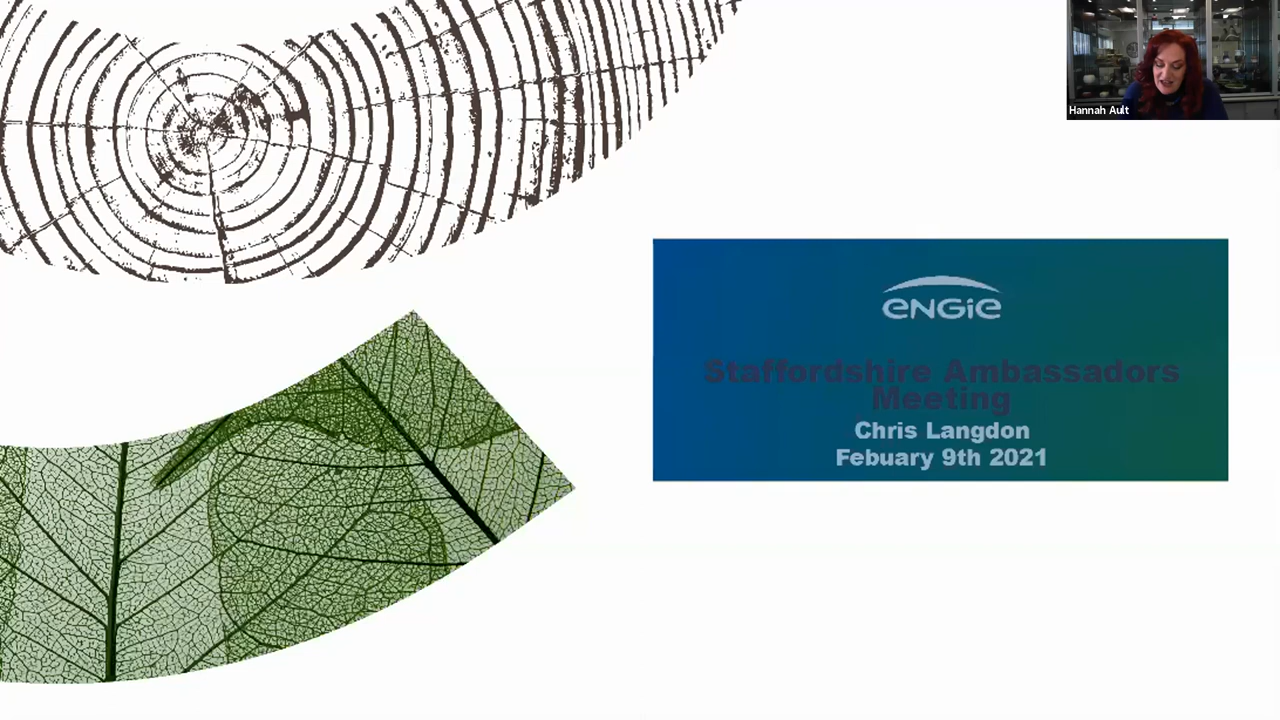 Hannah Ault
ENGiE
Staffordshire Ambassadors
Meeting
Chris Langdon
Febuary 9th 2021